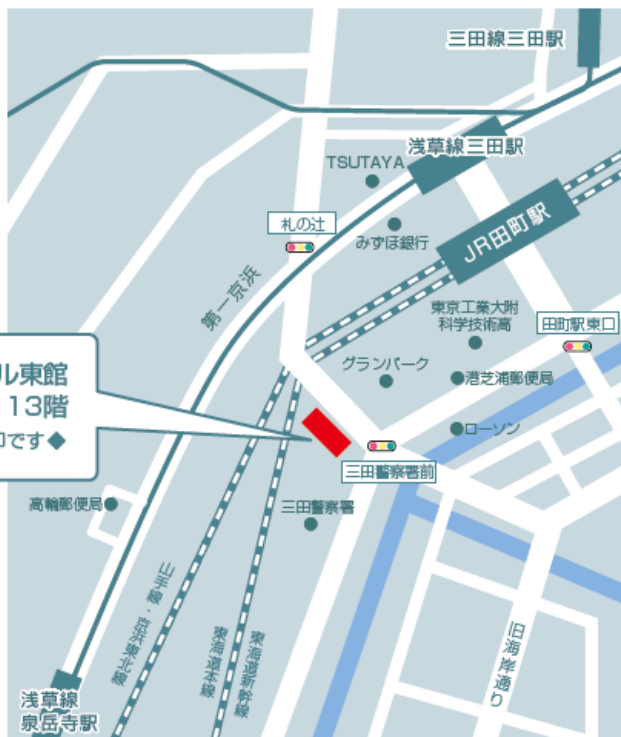 三田線三田駅
浅草線三田駅
TSUTAYA
札の辻
みずほ銀行
JR田町駅
第一京浜
東京工業大附
科学技術高
田町駅東口
グランパーク
港芝浦郵便局
ル東館
13階
印です◆
ローソン
三田警察署前
高輪郵便局
三田警察署
山手線・京浜東北線
東海道本線
東海道新幹線
旧海岸通り
浅草線
泉岳寺駅